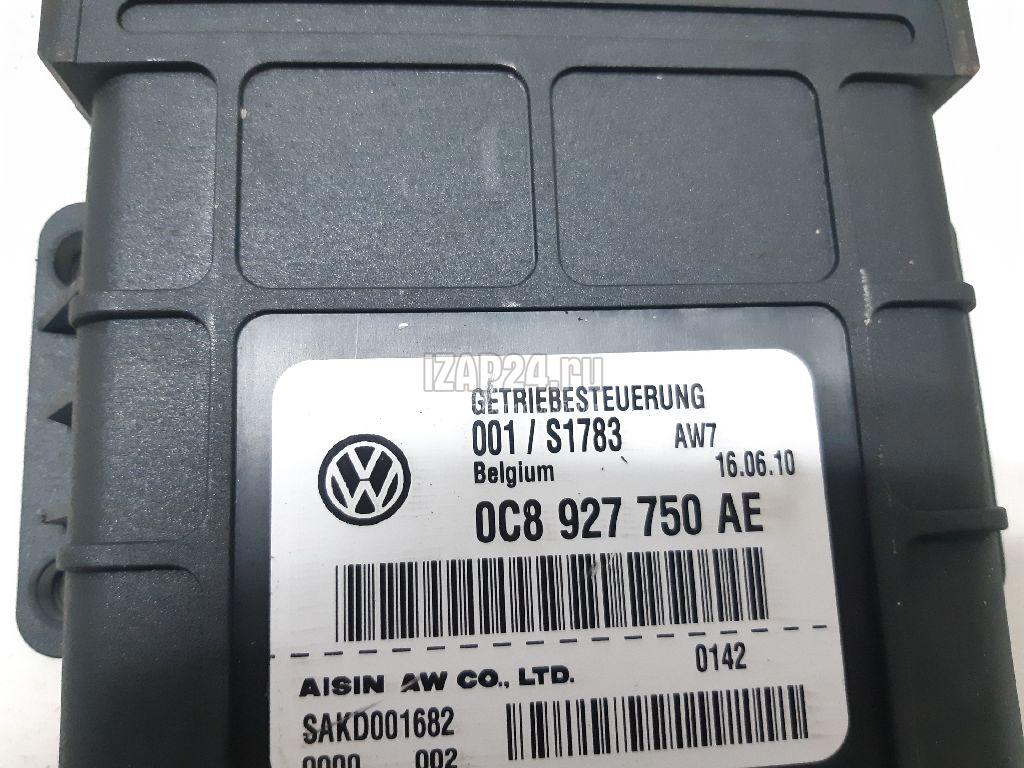 IZAP24.ru
GETRIEBESTEUERUNG
001 / S1783 AW7
Belgium 16.06.10
0C8 927 750 AE
AISIN AW CO., LTD. 0142
SAKD001682
0000 002